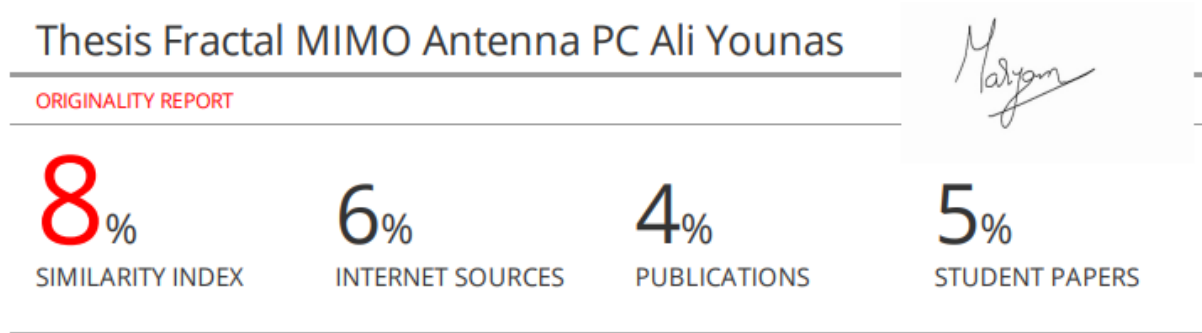 Thesis Fractal MIMO Antenna PC Ali Younas
Maryam
ORIGINALITY REPORT
8% 6% 4% 5%
SIMILARITY INDEX INTERNET SOURCES PUBLICATIONS STUDENT PAPERS